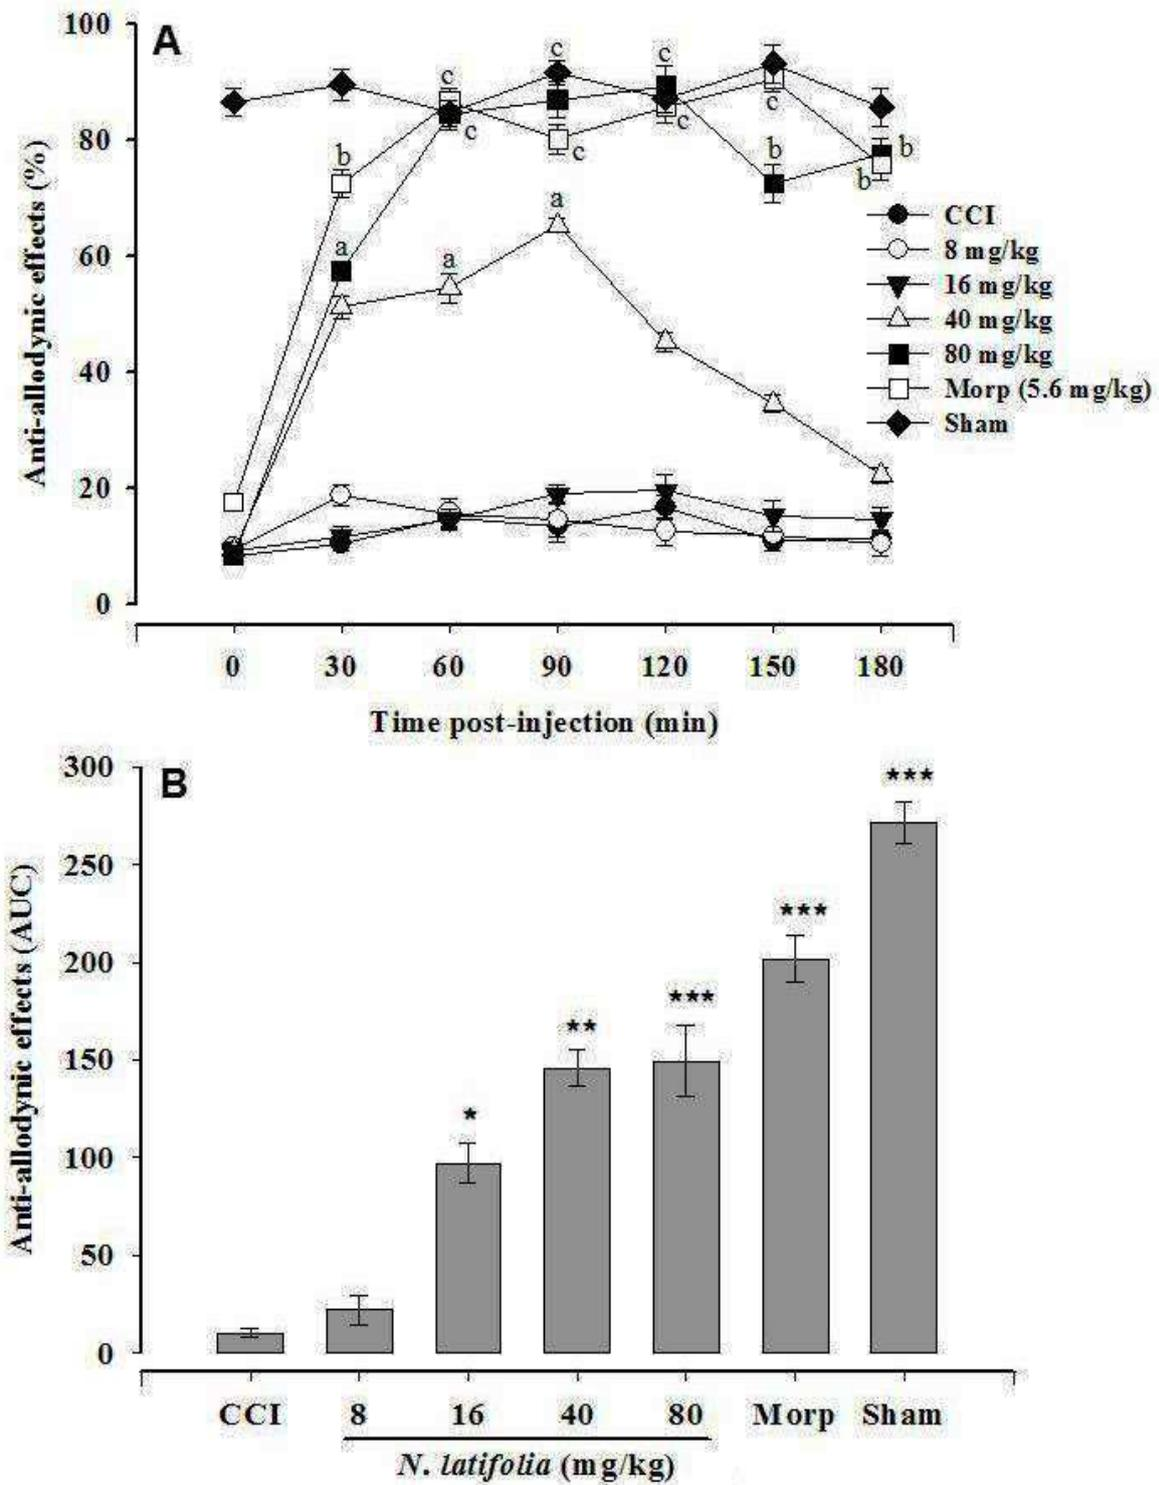 100
A
80
60
40
20
0
Anti-allodynic effects (%)
c
c
c
c
c
c
c
b
b
b
b
a
a
a
CCI
8 mg/kg
16 mg/kg
40 mg/kg
80 mg/kg
Morp (5.6 mg/kg)
Sham
0 30 60 90 120 150 180
Time post-injection (min)
300
B
250
200
150
100
50
0
Anti-allodynic effects (AUC)
*
**
***
***
***
CCI 8 16 40 80 Morp Sham
N. latifolia (mg/kg)